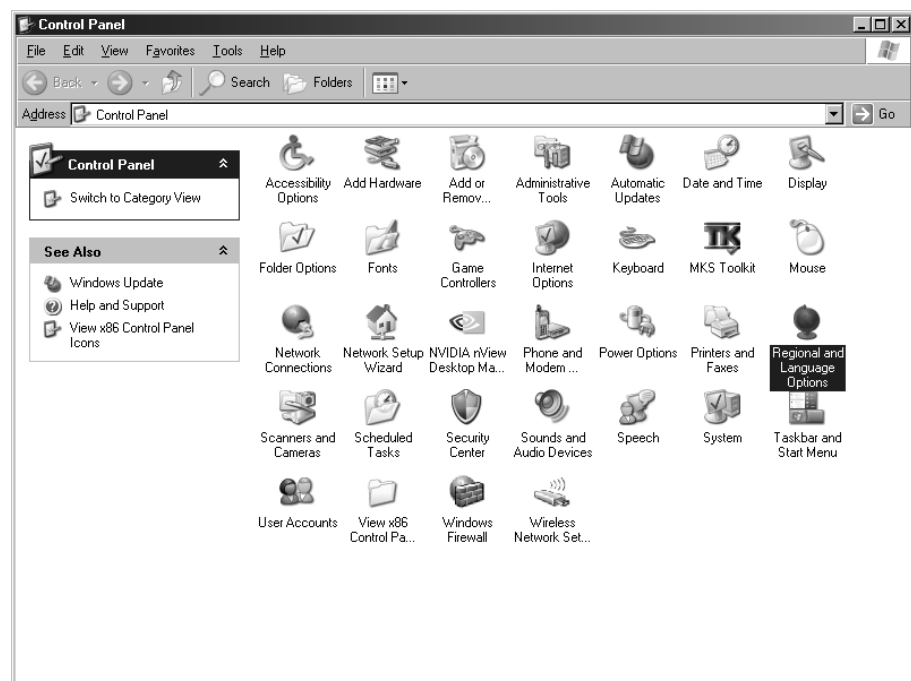 Control Panel
File Edit View Favorites Tools Help
Back Search Folders
Address Control Panel Go
Control Panel
Switch to Category View
See Also
Windows Update
Help and Support
View x86 Control Panel
Icons
Accessibility
Options
Add Hardware
Add or
Remov...
Administrative
Tools
Automatic
Updates
Date and Time
Display
Folder Options
Fonts
Game
Controllers
Internet
Options
Keyboard
TK
MKS Toolkit
Mouse
Network
Connections
Network Setup
Wizard
NVIDIA nView
Desktop Ma...
Phone and
Modem ...
Power Options
Printers and
Faxes
Regional and
Language
Options
Scanners and
Cameras
Scheduled
Tasks
Security
Center
Sounds and
Audio Devices
Speech
System
Taskbar and
Start Menu
User Accounts
View x86
Control Pa...
Windows
Firewall
Wireless
Network Set...